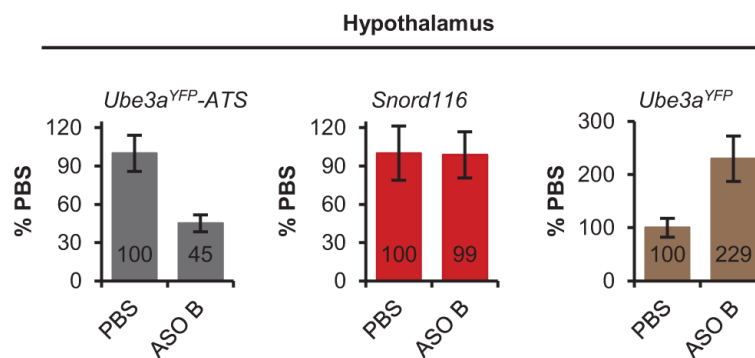 Hypothalamus
Ube3aYFP-ATS
% PBS
120
90
60
30
0
100
45
PBS
ASO B
Snord116
% PBS
120
90
60
30
0
100
99
PBS
ASO B
Ube3aYFP
% PBS
300
200
100
0
100
229
PBS
ASO B